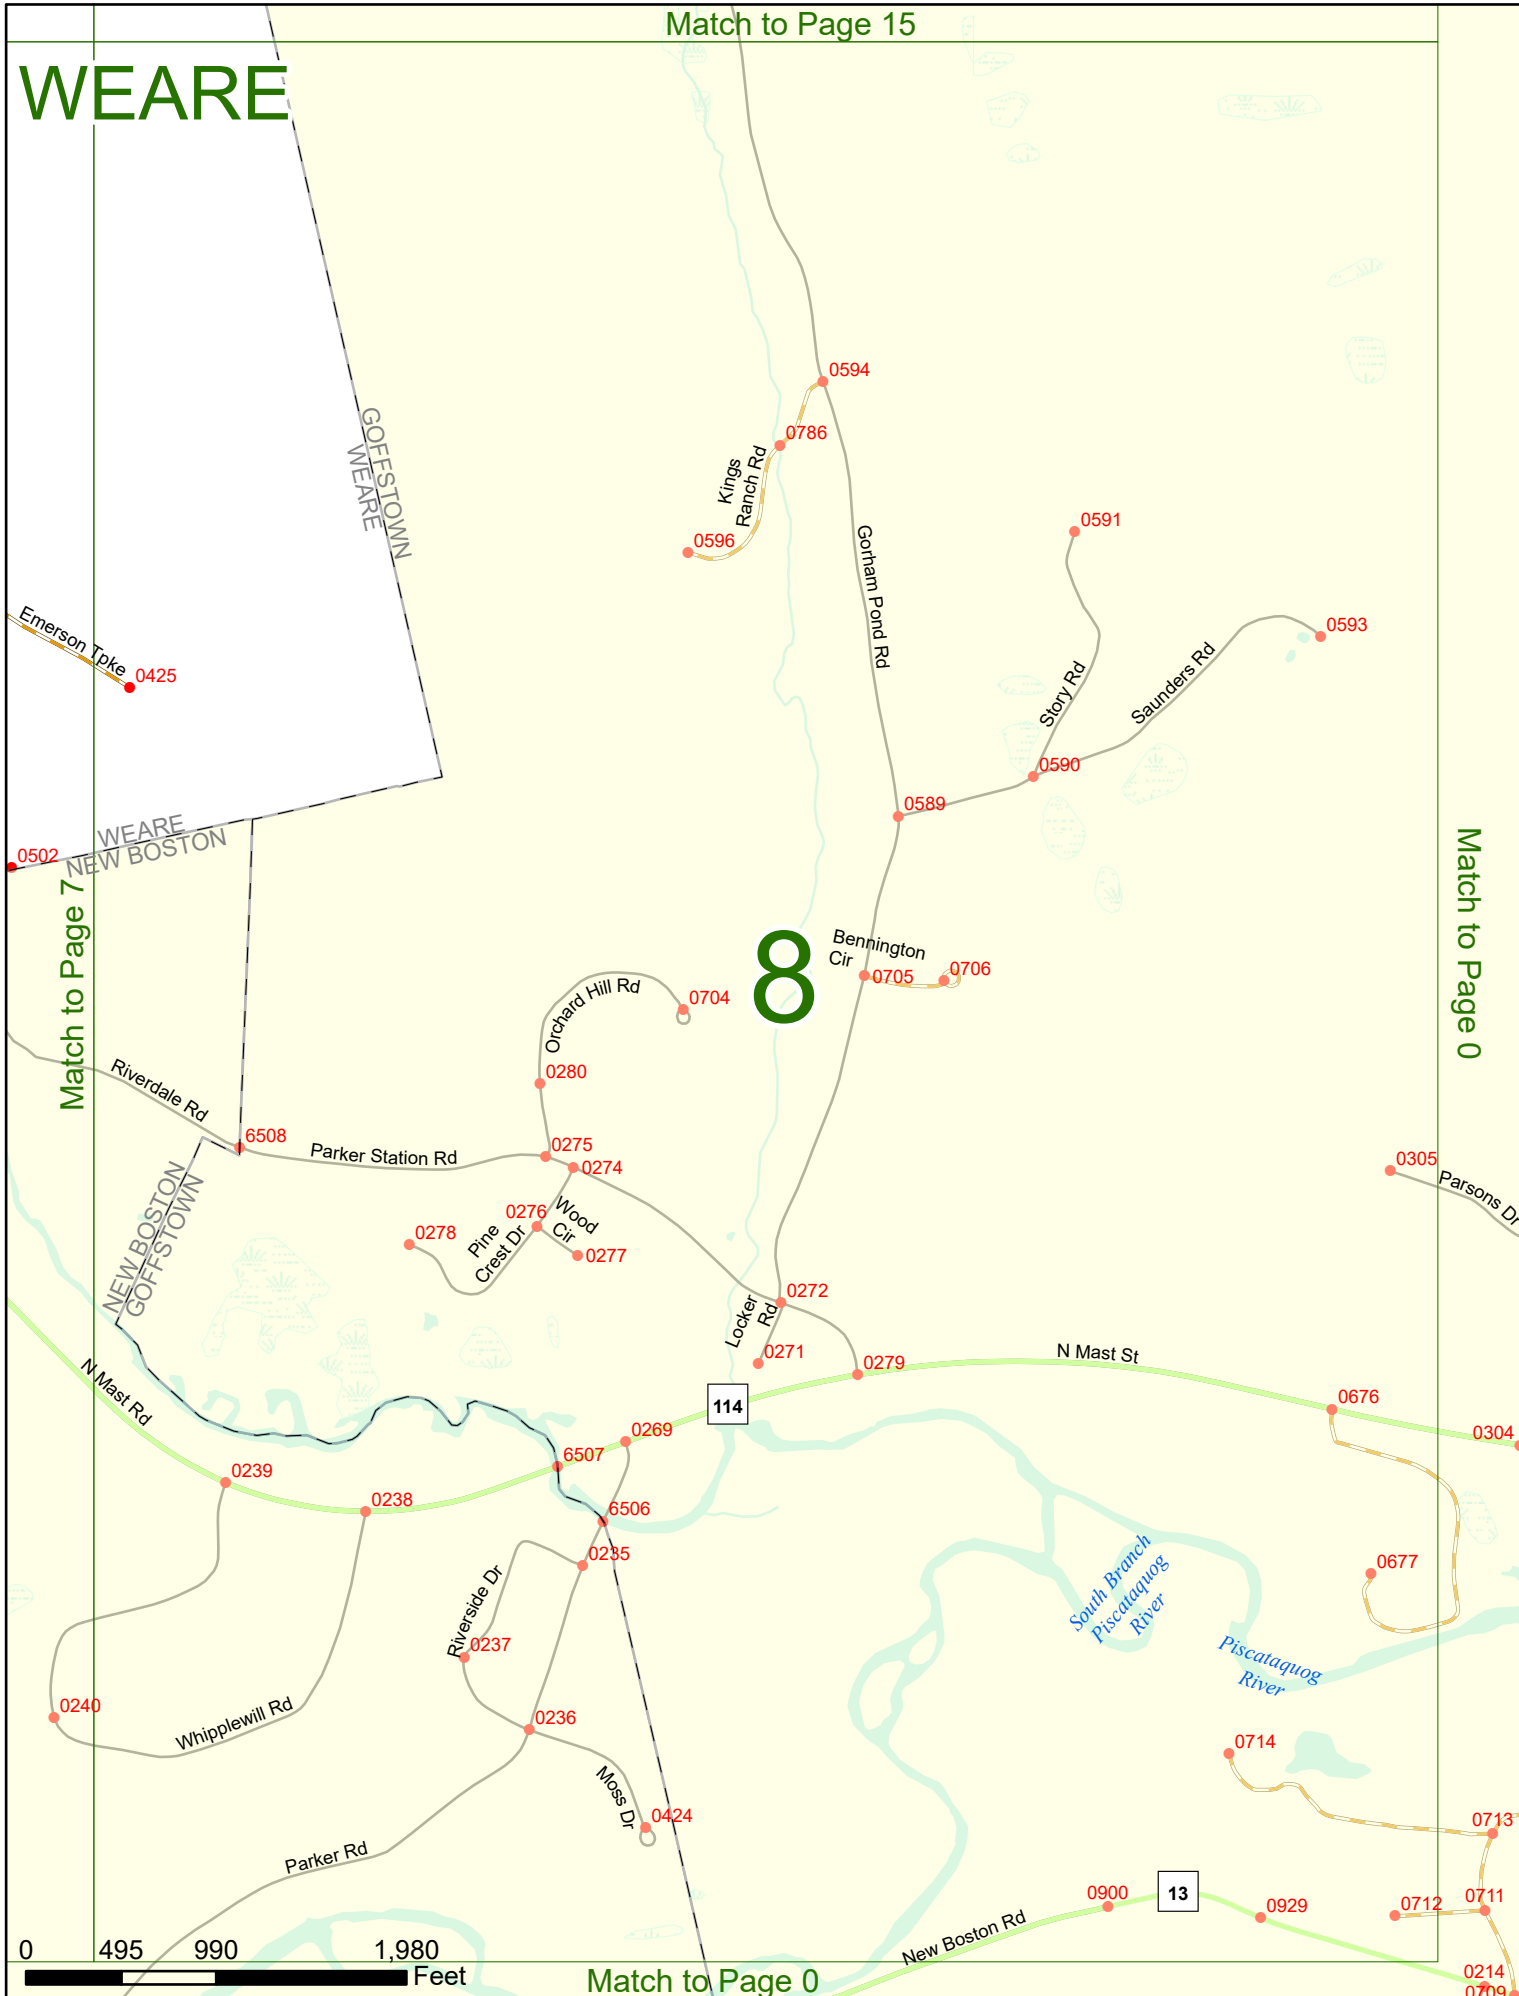 Match to Page 15
WEARE
0594
0786
Kings
Ranch Rd
0596
GOFFSTOWN
WEARE
0591
Gorham Pond Rd
Emerson Tpke
0425
0593
Story Rd
Saunders Rd
0590
0589
WEARE
NEW BOSTON
0502
Match to Page 7
Match to Page 0
8
Bennington
Cir
0705
0706
Orchard Hill Rd
0704
0280
Riverdale Rd
6508
Parker Station Rd
0275
0274
0305
Parsons Dr
NEW BOSTON
GOFFSTOWN
0278
0276
Pine
Crest Dr
Wood
Cir
0277
0272
Locker
Rd
0271
0279
N Mast St
N Mast Rd
114
0676
0304
0269
6507
0239
0238
6506
0235
0677
South Branch
Piscataquog
River
Riverside Dr
0237
Piscataquog
River
0240
Whipplewill Rd
0236
0714
Moss Dr
0424
0713
Parker Rd
0900
13
0929
0712
0711
New Boston Rd
0 495 990 1,980
Feet
0214
0709
Match to Page 0